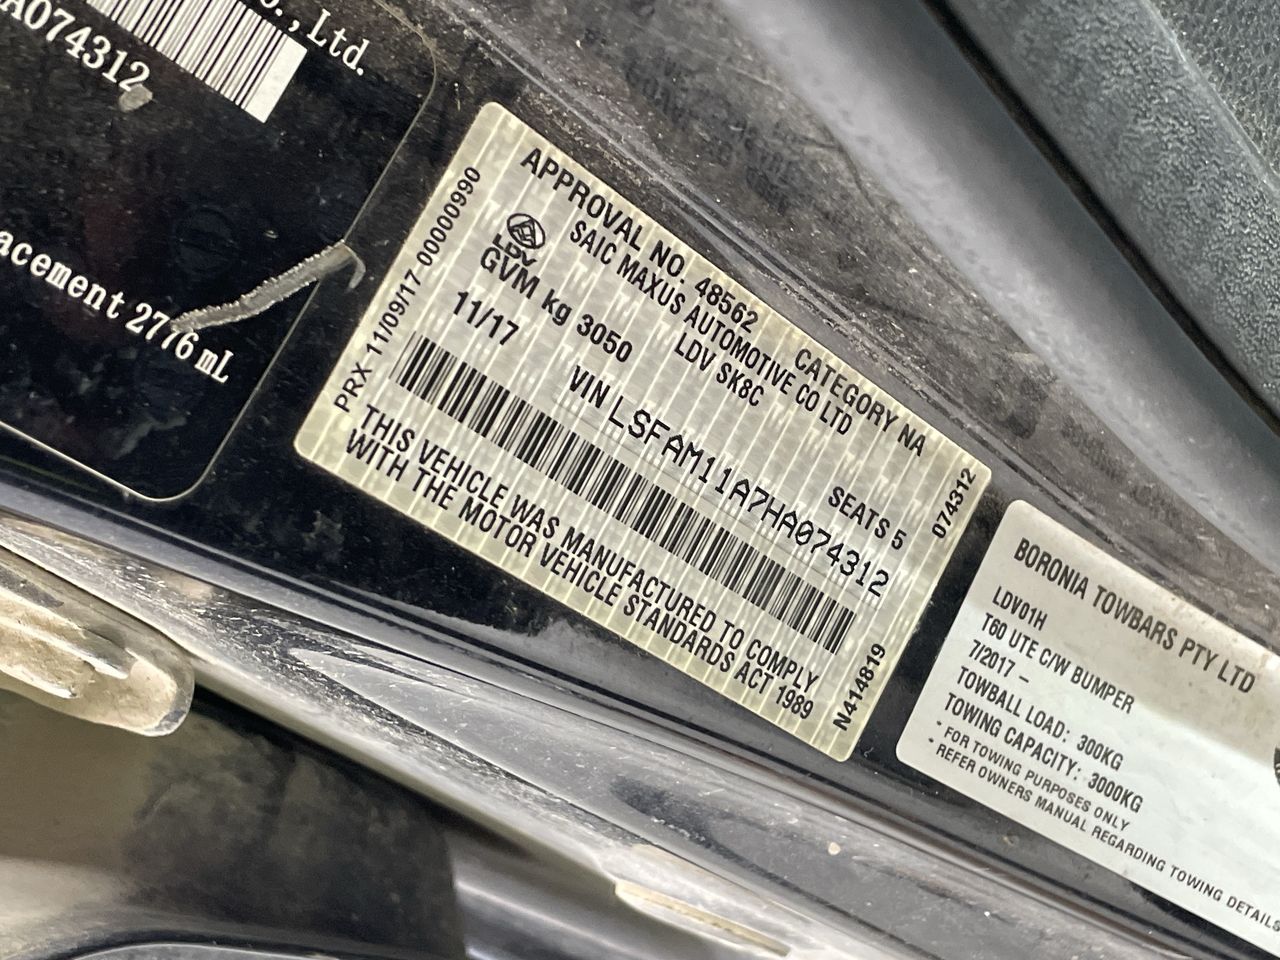 o., Ltd.
A074312
acement 2776 mL
APPROVAL NO. 48562 CATEGORY NA
SAIC MAXUS AUTOMOTIVE CO LTD
LDV
LDV SK8C
GVM kg 3050
SEATS 5
11/17
VIN LSFAM11A7HA074312
THIS VEHICLE WAS MANUFACTURED TO COMPLY
WITH THE MOTOR VEHICLE STANDARDS ACT 1989
PRX 11/09/17 00000990
074312
N414819
BORONIA TOWBARS PTY LTD
LDV01H
T60 UTE C/W BUMPER
7/2017 –
TOWBALL LOAD: 300KG
TOWING CAPACITY: 3000KG
- FOR TOWING PURPOSES ONLY
- REFER OWNERS MANUAL REGARDING TOWING DETAILS